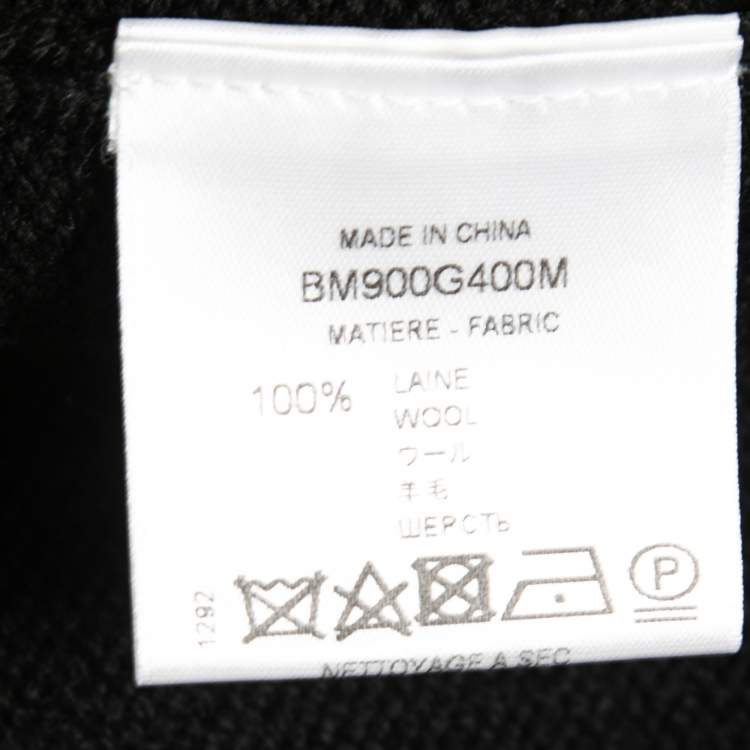 MADE IN CHINA
BM900G400M
MATIERE - FABRIC
100% LAINE
WOOL
ウール
羊毛
ШЕРСТЬ
1292
P
NETTOYAGE A SEC